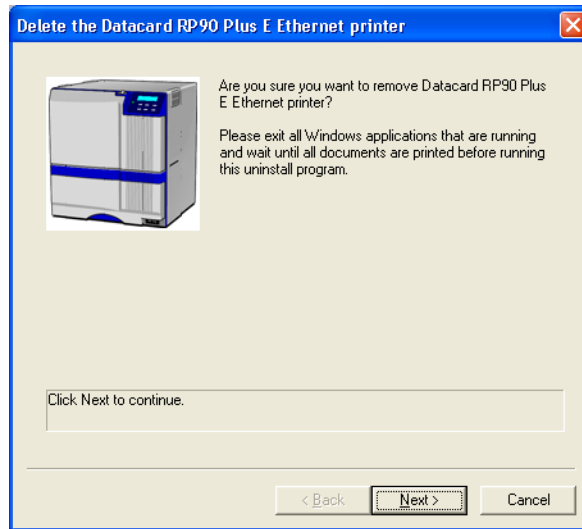 Delete the Datacard RP90 Plus E Ethernet printer
Are you sure you want to remove Datacard RP90 Plus
E Ethernet printer?
Please exit all Windows applications that are running
and wait until all documents are printed before running
this uninstall program.
Click Next to continue.
< Back
Next >
Cancel